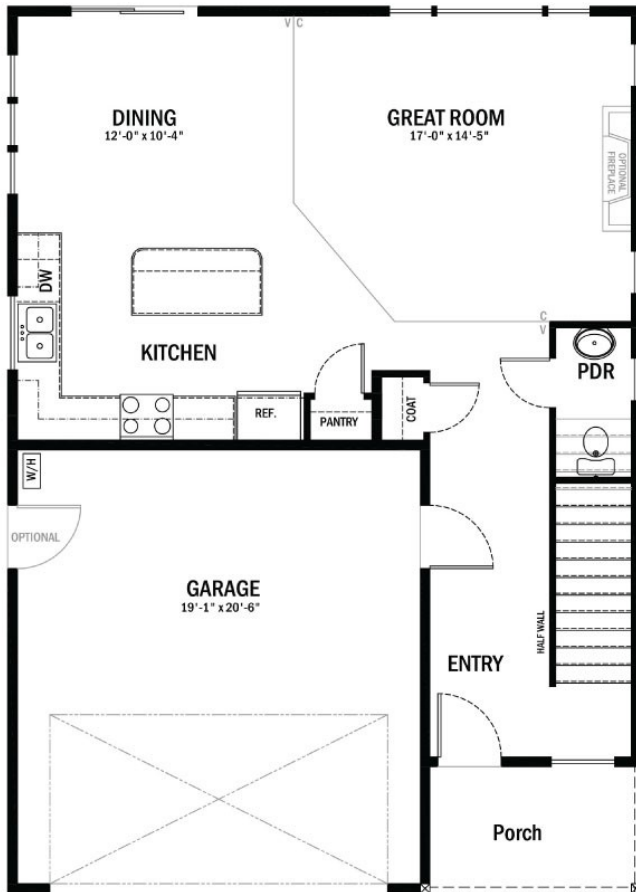 V C
DINING
12'-0" x 10'-4"
GREAT ROOM
17'-0" x 14'-5"
OPTIONAL
FIREPLACE
DW
C
V
KITCHEN
PDR
REF.
PANTRY
COAT
W/H
OPTIONAL
GARAGE
19'-1" x 20'-6"
HALF WALL
ENTRY
Porch